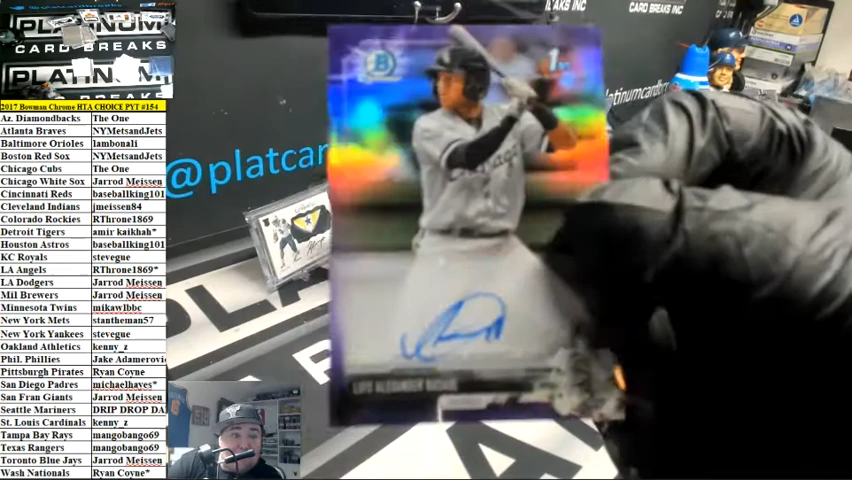 PLATINUM
CARD BREAKS
PLATINUM
2017 Bowman Chrome HTA CHOICE PYT #154
Az. Diamondbacks The One
Atlanta Braves NYMetsandJets
Baltimore Orioles lambonali
Boston Red Sox NYMetsandJets
Chicago Cubs The One
Chicago White Sox Jarrod Meissen
Cincinnati Reds baseballking101
Cleveland Indians jmeissen84
Colorado Rockies RThrone1869
Detroit Tigers amir kaikhah*
Houston Astros baseballking101
KC Royals stevegue
LA Angels RThrone1869*
LA Dodgers Jarrod Meissen
Mil Brewers Jarrod Meissen
Minnesota Twins mikawlbbc
New York Mets stantheman57
New York Yankees stevegue
Oakland Athletics kenny_z
Phil. Phillies Jake Adamerovi
Pittsburgh Pirates Ryan Coyne
San Diego Padres michaelhayes*
San Fran Giants Jarrod Meissen
Seattle Mariners DRIP DROP DA
St. Louis Cardinals kenny_z
Tampa Bay Rays mangobango69
Texas Rangers mangobango69
Toronto Blue Jays Jarrod Meissen
Wash Nationals Ryan Coyne*
CARD BREAKS INC
@platcar
platinumcardbr
B
1st
Chicago
LUIS ALEXANDER BASABE